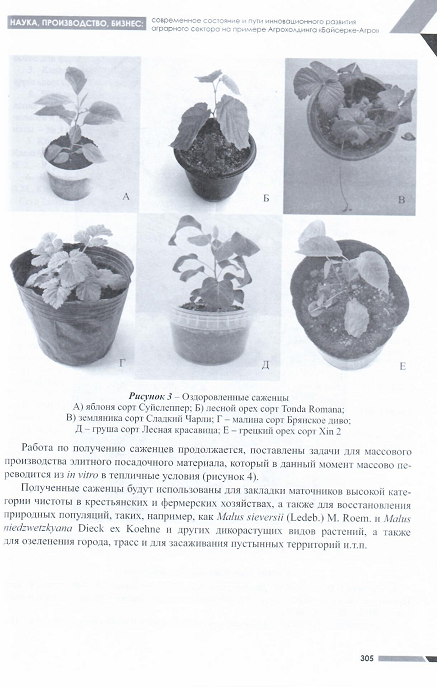 НАУКА, ПРОИЗВОДСТВО, БИЗНЕС:
современное состояние и пути инновационного развития
аграрного сектора на примере Агрохолдинга «Байсерке-Агро»
А
Б
В
Г
Д
Е
Рисунок 3 – Оздоровленные саженцы
А) яблоня сорт Суйслеппер; Б) лесной орех сорт Tonda Romana;
В) земляника сорт Сладкий Чарли; Г – малина сорт Брянское диво;
Д – груша сорт Лесная красавица; Е – грецкий орех сорт Xin 2
Работа по получению саженцев продолжается, поставлены задачи для массового
производства элитного посадочного материала, который в данный момент массово пе-
реводится из in vitro в тепличные условия (рисунок 4).
Полученные саженцы будут использованы для закладки маточников высокой кате-
гории чистоты в крестьянских и фермерских хозяйствах, а также для восстановления
природных популяций, таких, например, как Malus sieversii (Ledeb.) M. Roem. и Malus
niedzwetzkyana Dieck ex Koehne и других дикорастущих видов растений, а также
для озеленения города, трасс и для засаживания пустынных территорий и.т.п.
305